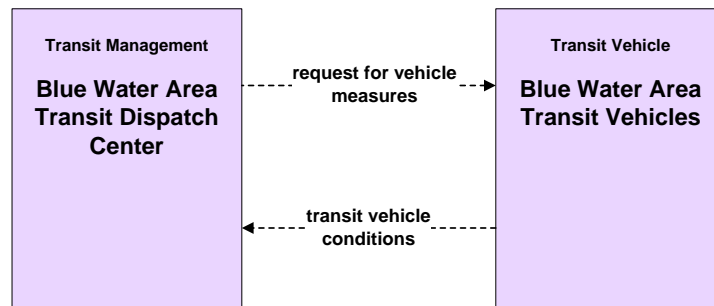 Transit Management
Blue Water Area
Transit Dispatch
Center
request for vehicle
measures
transit vehicle
conditions
Transit Vehicle
Blue Water Area
Transit Vehicles